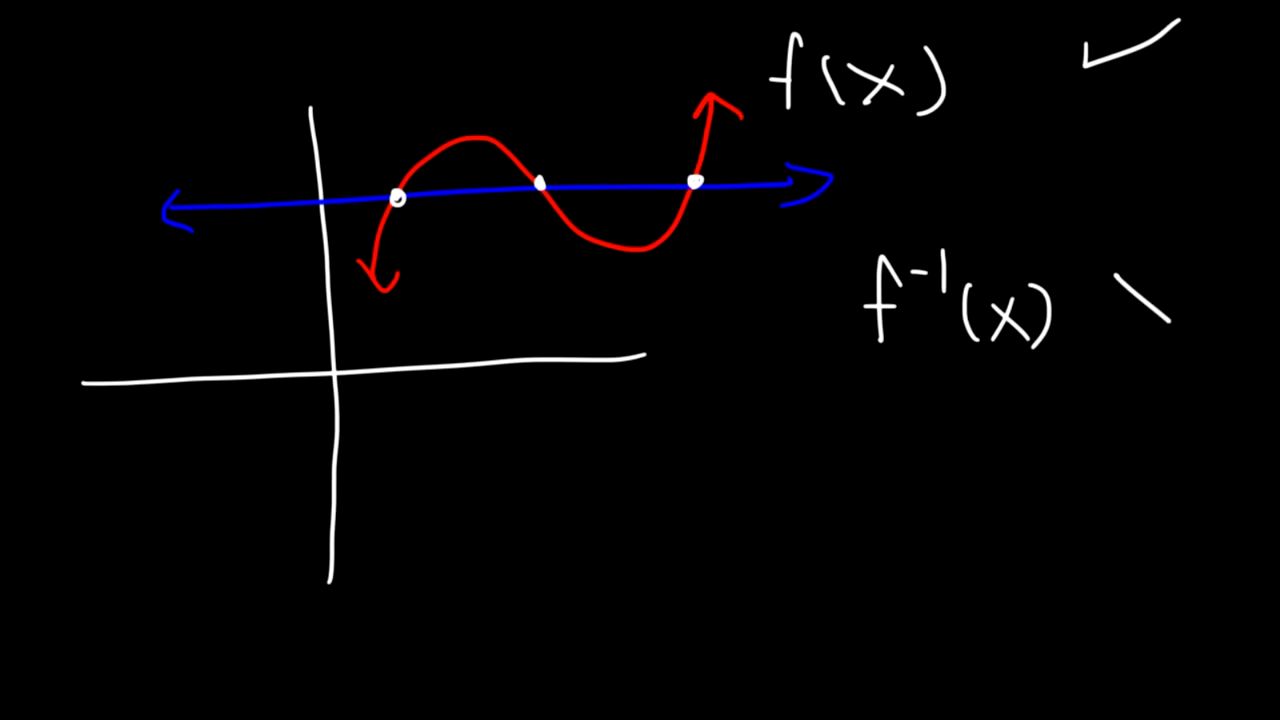 f(x) ✓
f⁻¹(x) \